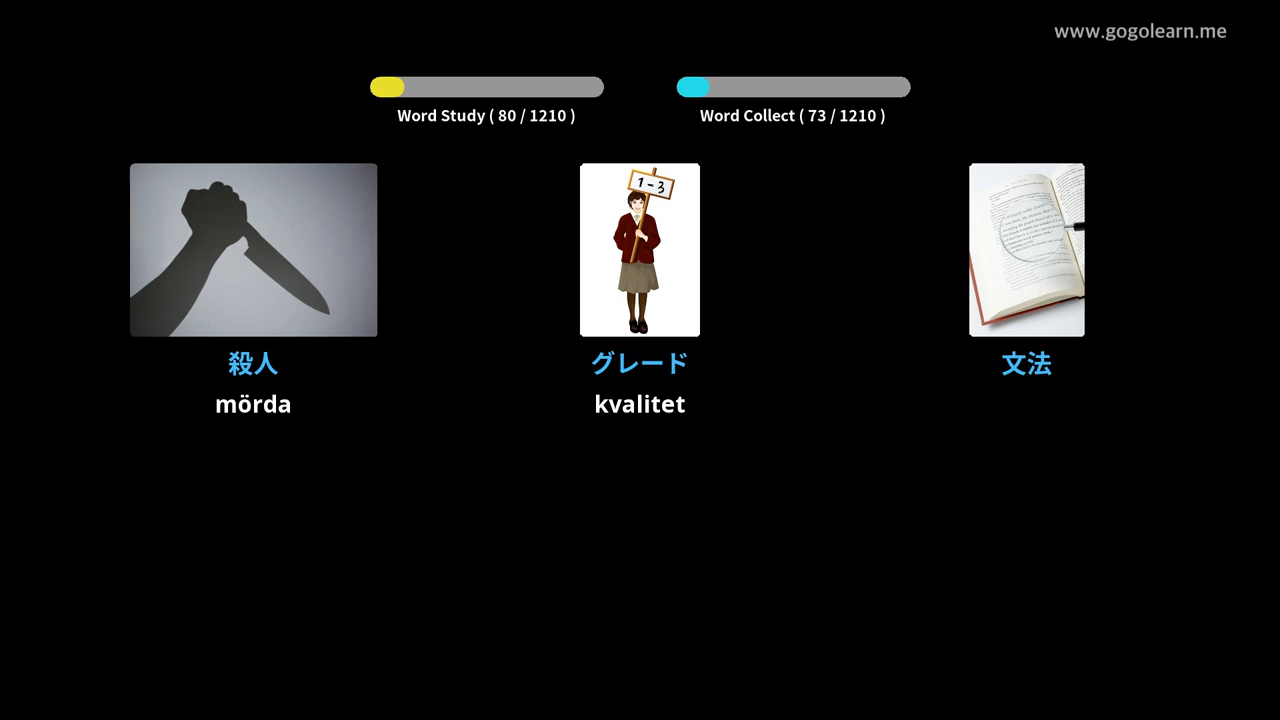 www.gogolearn.me
Word Study ( 80 / 1210 )
Word Collect ( 73 / 1210 )
1 - 3
殺人
グレード
文法
mörda
kvalitet